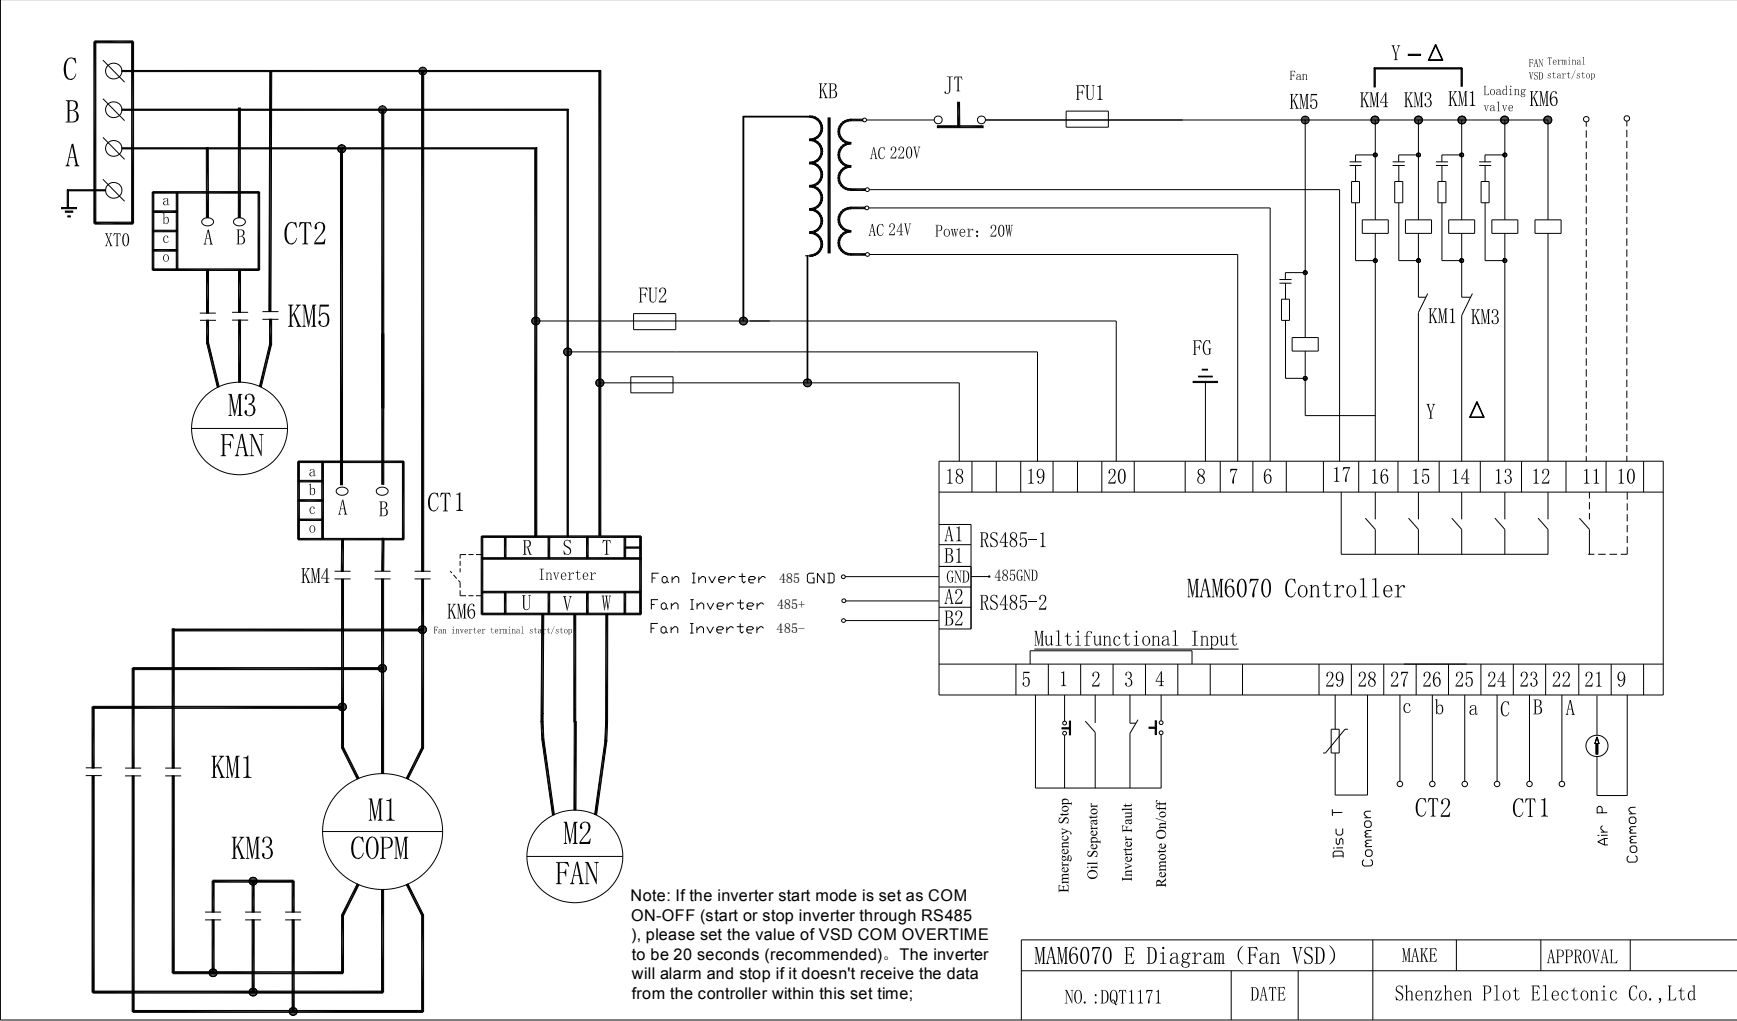 C
B
A
XT0
a
b
c
o
A
B
CT2
KM5
M3
FAN
a
b
c
o
A
B
CT1
KM4
KM1
KM3
M1
COPM
KM6
Fan inverter terminal start/stop
R S T
Inverter
U V W
M2
FAN
FU2
KB
AC 220V
AC 24V Power: 20W
JT
FU1
FG
Fan
KM5
Y — Δ
KM4 KM3 KM1
Loading
valve
FAN Terminal
VSD start/stop
KM6
KM1 KM3
Y Δ
18 19 20 8 7 6 17 16 15 14 13 12 11 10
A1
B1
RS485-1
GND
485GND
A2
B2
RS485-2
Fan Inverter 485 GND
Fan Inverter 485+
Fan Inverter 485-
MAM6070 Controller
Multifunctional Input
5 1 2 3 4 29 28 27 26 25 24 23 22 21 9
c b a C B A
CT2 CT1
Emergency Stop
Oil Seperator
Inverter Fault
Remote On/off
Disc T
Common
Air P
Common
Note: If the inverter start mode is set as COM
ON-OFF (start or stop inverter through RS485
), please set the value of VSD COM OVERTIME
to be 20 seconds (recommended)。The inverter
will alarm and stop if it doesn't receive the data
from the controller within this set time;
MAM6070 E Diagram (Fan VSD) MAKE APPROVAL
NO.:DQT1171 DATE Shenzhen Plot Electonic Co.,Ltd